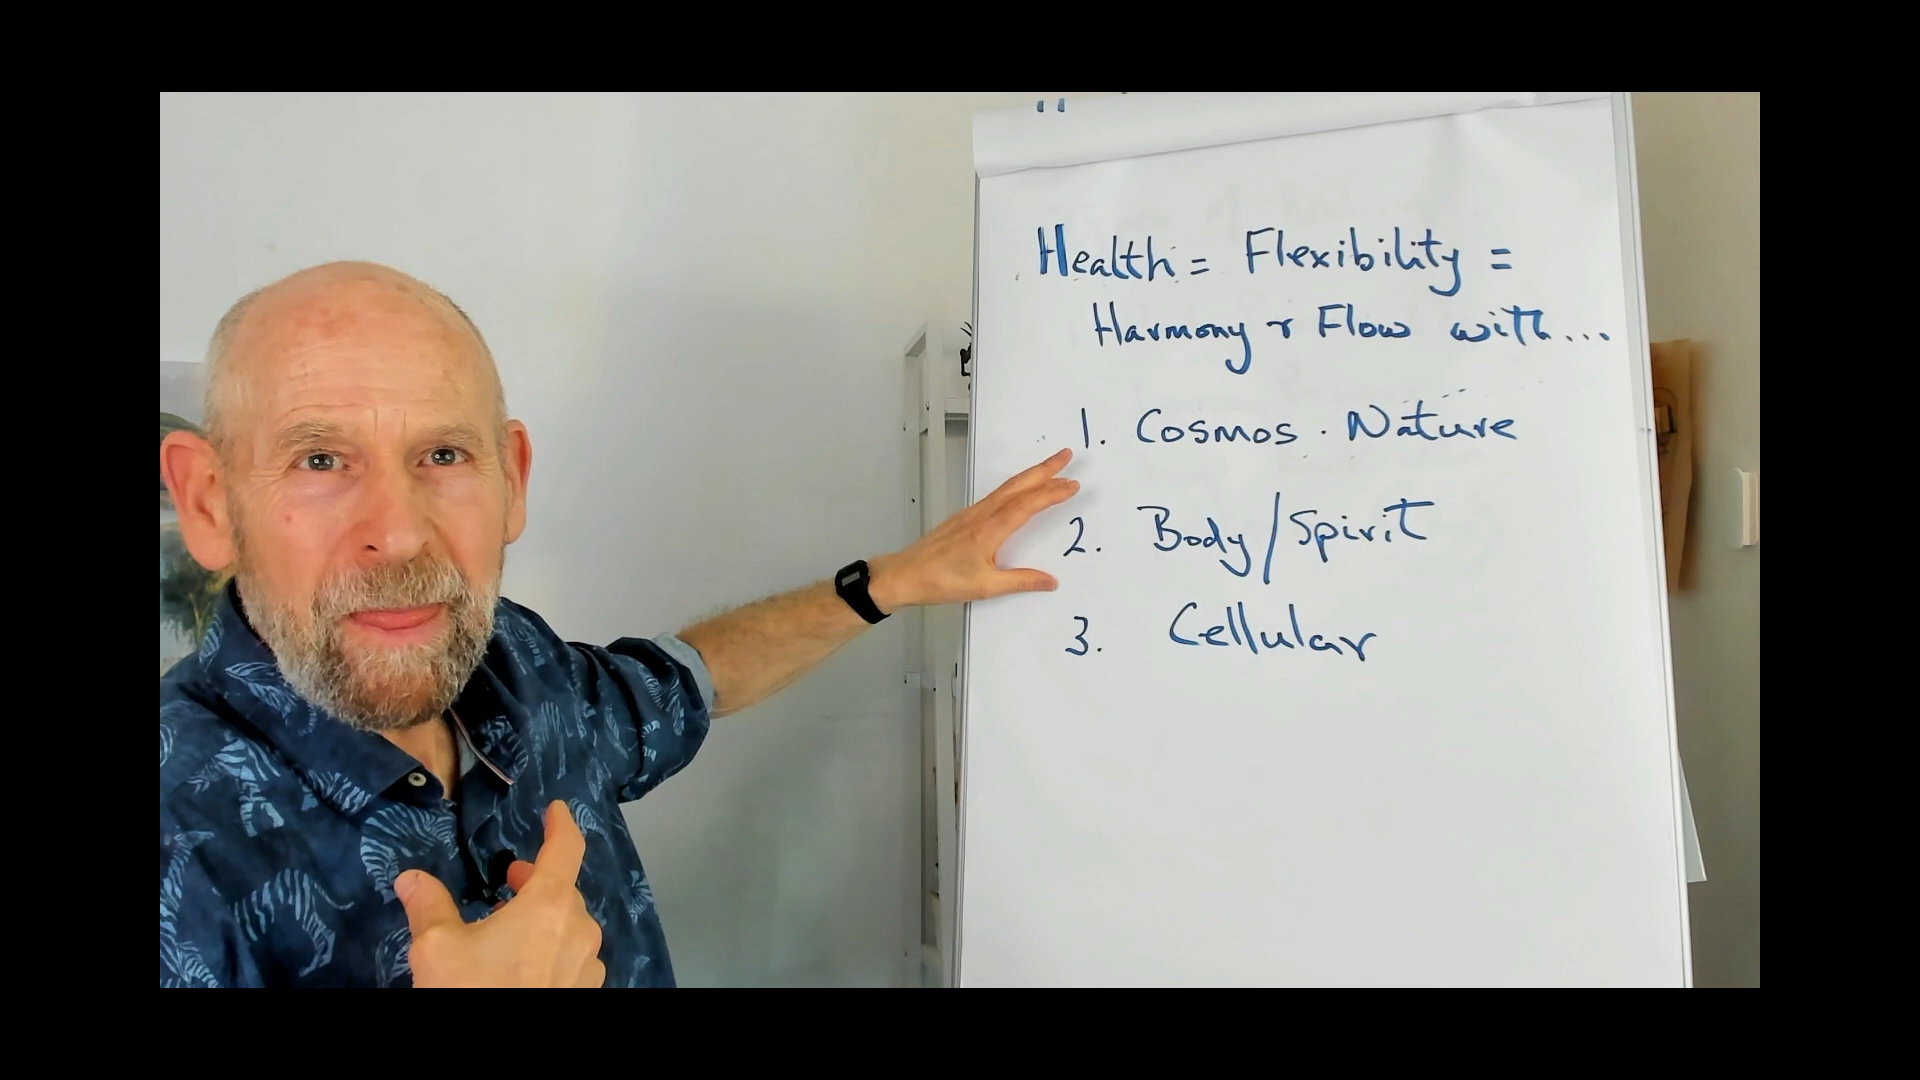 Health = Flexibility =
Harmony & Flow with...
1. Cosmos · Nature
2. Body/Spirit
3. Cellular